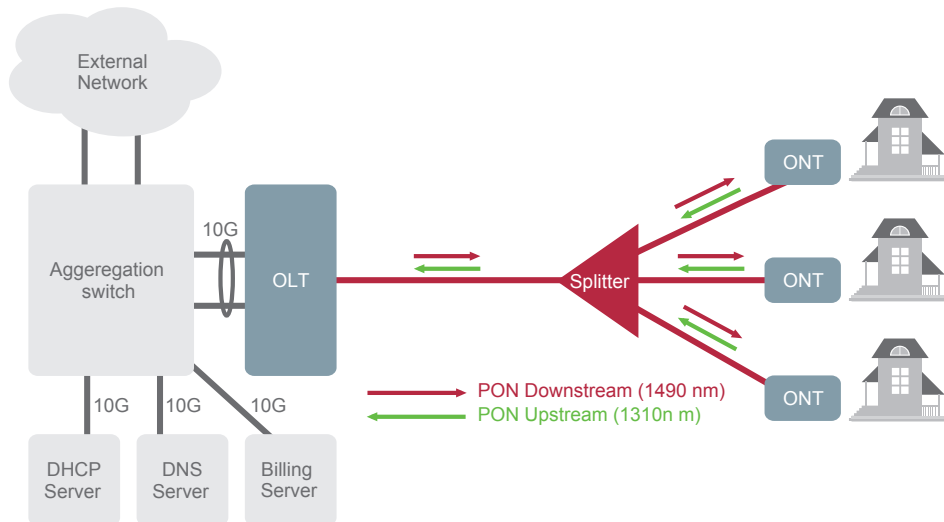 External
Network
ONT
10G
Aggeregation
switch
OLT
Splitter
ONT
PON Downstream (1490 nm)
PON Upstream (1310n m)
ONT
10G
10G
10G
DHCP
Server
DNS
Server
Billing
Server